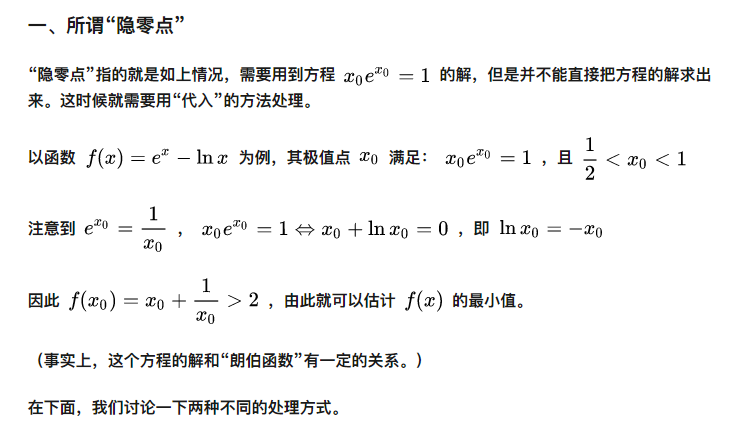 一、所谓“隐零点”
“隐零点”指的就是如上情况，需要用到方程 $x_0e^{x_0}=1$ 的解，但是并不能直接把方程的解求出
来。这时候就需要用“代入”的方法处理。
以函数 $f(x)=e^x-\ln x$ 为例，其极值点 $x_0$ 满足： $x_0e^{x_0}=1$ ，且 $\frac{1}{2}<x_0<1$
注意到 $e^{x_0}=\frac{1}{x_0}$ ， $x_0e^{x_0}=1\Leftrightarrow x_0+\ln x_0=0$ ，即 $\ln x_0=-x_0$
因此 $f(x_0)=x_0+\frac{1}{x_0}>2$ ，由此就可以估计 $f(x)$ 的最小值。
（事实上，这个方程的解和“朗伯函数”有一定的关系。）
在下面，我们讨论一下两种不同的处理方式。